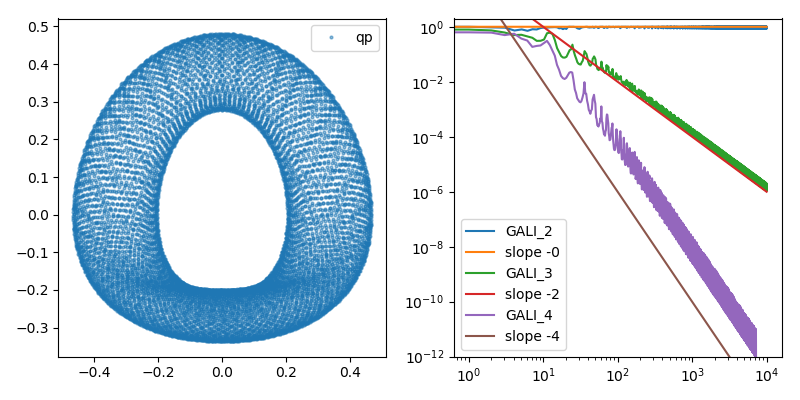 qp
0.5
0.4
0.3
0.2
0.1
0.0
−0.1
−0.2
−0.3
−0.4 −0.2 0.0 0.2 0.4
10^0
10^−2
10^−4
10^−6
10^−8
10^−10
10^−12
GALI_2
slope -0
GALI_3
slope -2
GALI_4
slope -4
10^0 10^1 10^2 10^3 10^4